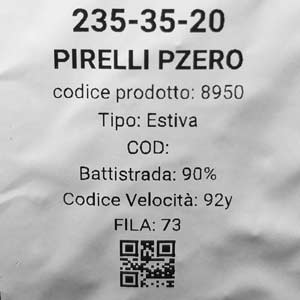 235-35-20
PIRELLI PZERO
codice prodotto: 8950
Tipo: Estiva
COD:
Battistrada: 90%
Codice Velocità: 92y
FILA: 73